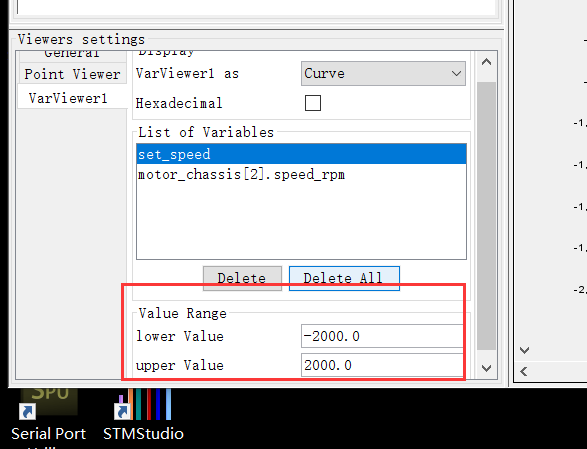 Viewers settings
General
Display
Point Viewer
VarViewer1 as
Curve
VarViewer1
Hexadecimal
List of Variables
set_speed
motor_chassis[2].speed_rpm
Delete
Delete All
Value Range
lower Value
-2000.0
upper Value
2000.0
-1,
-1,
-1,
-1,
-2,
SPU
Serial Port
STMStudio